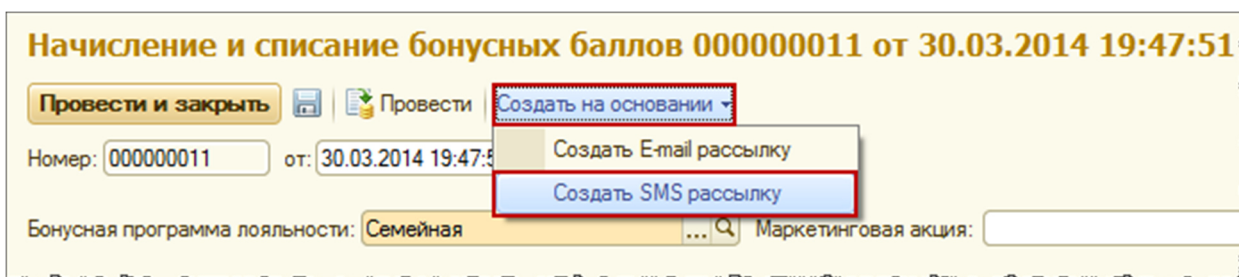 Начисление и списание бонусных баллов 000000011 от 30.03.2014 19:47:51
Провести и закрыть Провести Создать на основании
Номер: 000000011 от: 30.03.2014 19:47:5 Создать E-mail рассылку
Создать SMS рассылку
Бонусная программа лояльности: Семейная ... Маркетинговая акция: